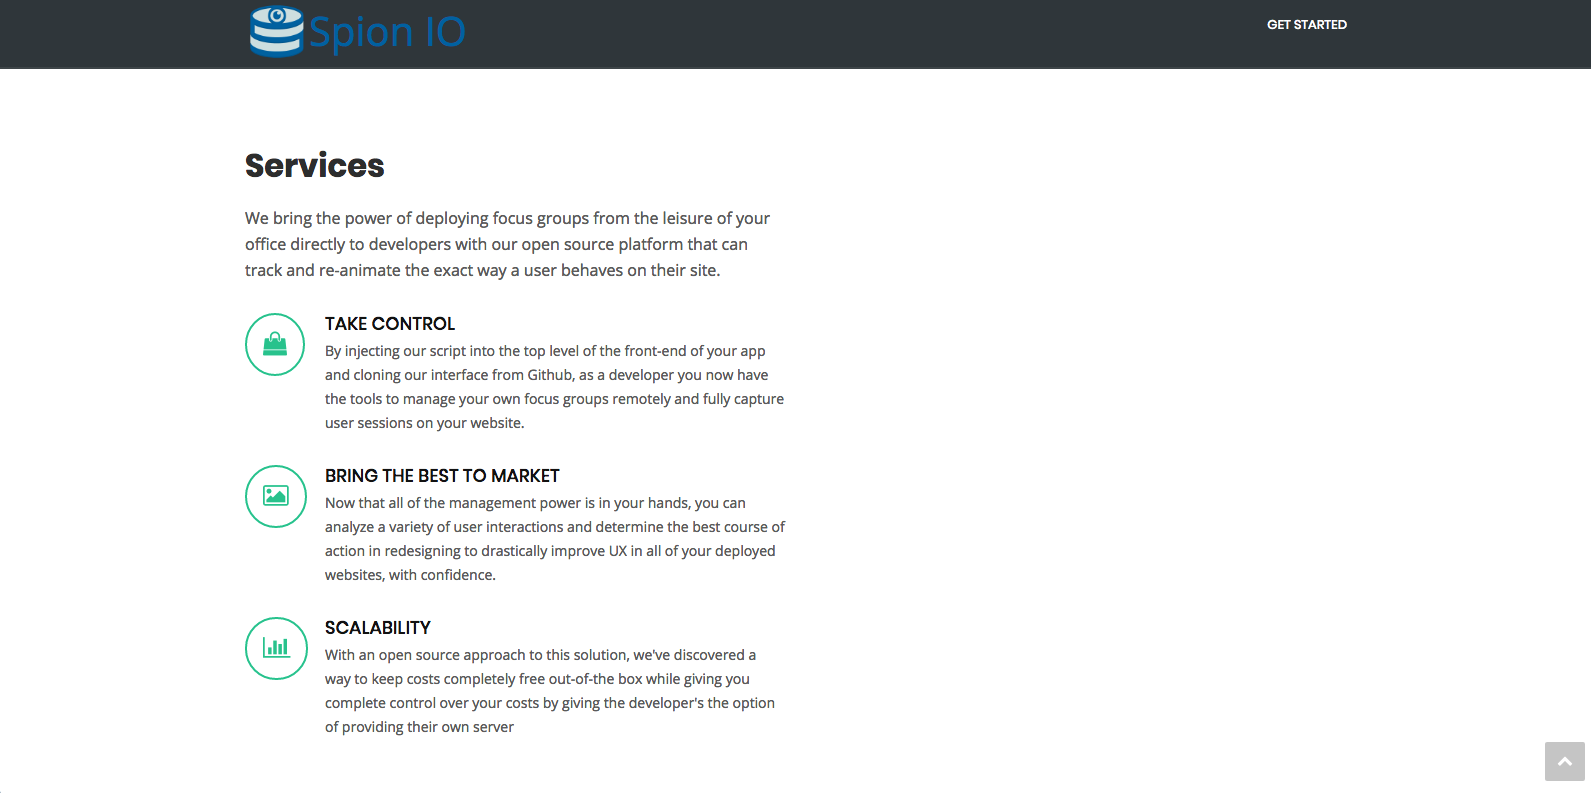 Spion IO
GET STARTED
Services
We bring the power of deploying focus groups from the leisure of your
office directly to developers with our open source platform that can
track and re-animate the exact way a user behaves on their site.
TAKE CONTROL
By injecting our script into the top level of the front-end of your app
and cloning our interface from Github, as a developer you now have
the tools to manage your own focus groups remotely and fully capture
user sessions on your website.
BRING THE BEST TO MARKET
Now that all of the management power is in your hands, you can
analyze a variety of user interactions and determine the best course of
action in redesigning to drastically improve UX in all of your deployed
websites, with confidence.
SCALABILITY
With an open source approach to this solution, we've discovered a
way to keep costs completely free out-of-the box while giving you
complete control over your costs by giving the developer's the option
of providing their own server